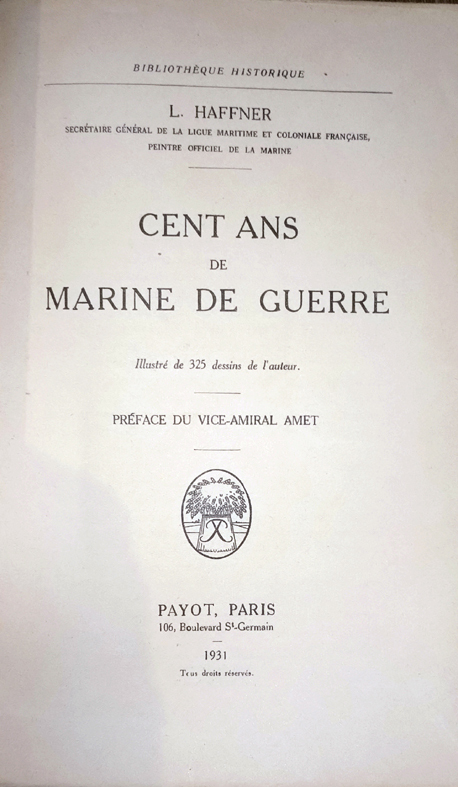 BIBLIOTHÈQUE HISTORIQUE
L. HAFFNER
SECRÉTAIRE GÉNÉRAL DE LA LIGUE MARITIME ET COLONIALE FRANÇAISE,
PEINTRE OFFICIEL DE LA MARINE
CENT ANS
DE
MARINE DE GUERRE
Illustré de 325 dessins de l'auteur.
PRÉFACE DU VICE-AMIRAL AMET
PAYOT, PARIS
106, Boulevard St-Germain
1931
Tous droits réservés.